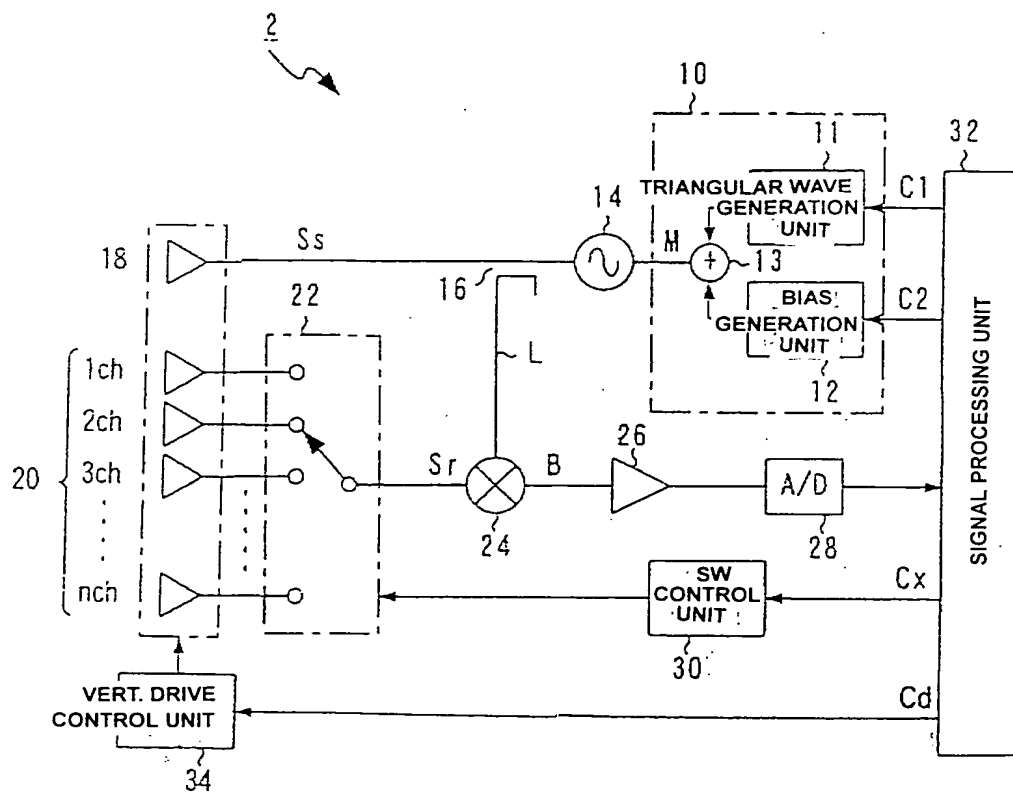 2
10
11
32
TRIANGULAR WAVE
GENERATION
UNIT
C1
14
M
13
18
Ss
16
BIAS
GENERATION
UNIT
C2
12
22
L
SIGNAL PROCESSING UNIT
1ch
2ch
20
3ch
nch
Sr
24
B
26
A/D
28
SW
CONTROL
UNIT
30
Cx
VERT. DRIVE
CONTROL UNIT
34
Cd